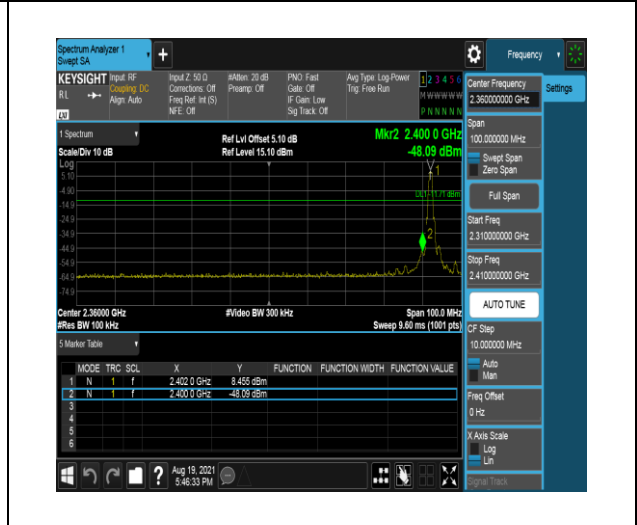 Spectrum Analyzer 1
Swept SA
Frequency
KEYSIGHT
RL
LXI
Input: RF
Coupling: DC
Align: Auto
Input Z: 50 Ω
Corrections: Off
Freq Ref: Int (S)
NFE: Off
#Atten: 20 dB
Preamp: Off
PNO: Fast
Gate: Off
IF Gain: Low
Sig Track: Off
Avg Type: Log-Power
Trig: Free Run
1 2 3 4 5 6
M W W W W W
P N N N N N
1 Spectrum
Scale/Div 10 dB
Ref Lvl Offset 5.10 dB
Ref Level 15.10 dBm
Mkr2 2.400 0 GHz
-48.09 dBm
Log
5.10
-4.90
-14.9
-24.9
-34.9
-44.9
-54.9
-64.9
-74.9
1
DL1 -11.71 dBm
2
Center 2.36000 GHz
#Res BW 100 kHz
#Video BW 300 kHz
Span 100.0 MHz
Sweep 9.60 ms (1001 pts)
5 Marker Table
MODE TRC SCL X Y FUNCTION FUNCTION WIDTH FUNCTION VALUE
1 N 1 f 2.402 0 GHz 8.455 dBm
2 N 1 f 2.400 0 GHz -48.09 dBm
3
4
5
6
?
Aug 19, 2021
5:46:33 PM
Center Frequency
2.360000000 GHz
Settings
Span
100.000000 MHz
Swept Span
Zero Span
Full Span
Start Freq
2.310000000 GHz
Stop Freq
2.410000000 GHz
AUTO TUNE
CF Step
10.000000 MHz
Auto
Man
Freq Offset
0 Hz
X Axis Scale
Log
Lin
Signal Track